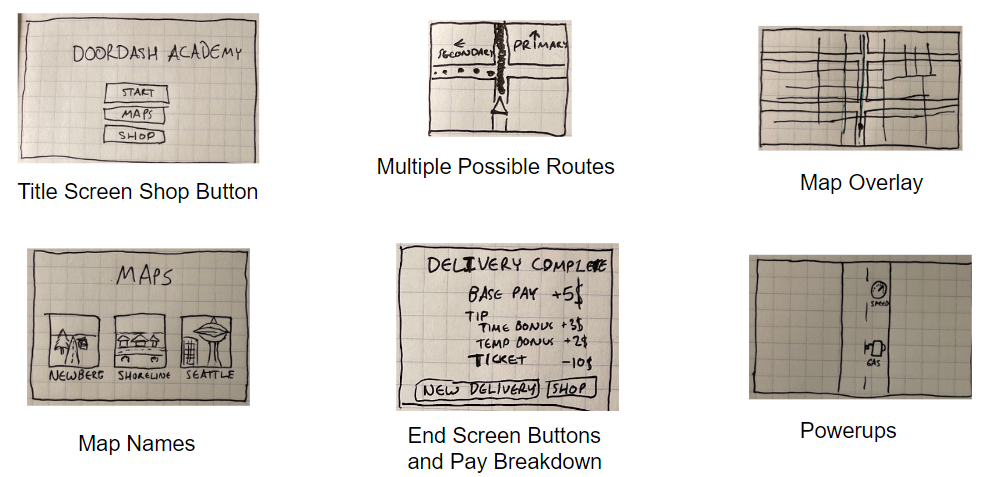 DOORDASH ACADEMY
START
MAPS
SHOP
Title Screen Shop Button
←
SECONDARY
↑
PRIMARY
Multiple Possible Routes
Map Overlay
MAPS
NEWBERG
SHORELINE
SEATTLE
Map Names
DELIVERY COMPLETE
BASE PAY +5$
TIP
TIME BONUS +3$
TEMP BONUS +2$
TICKET -10$
NEW DELIVERY
SHOP
End Screen Buttons
and Pay Breakdown
SPEED
GAS
Powerups